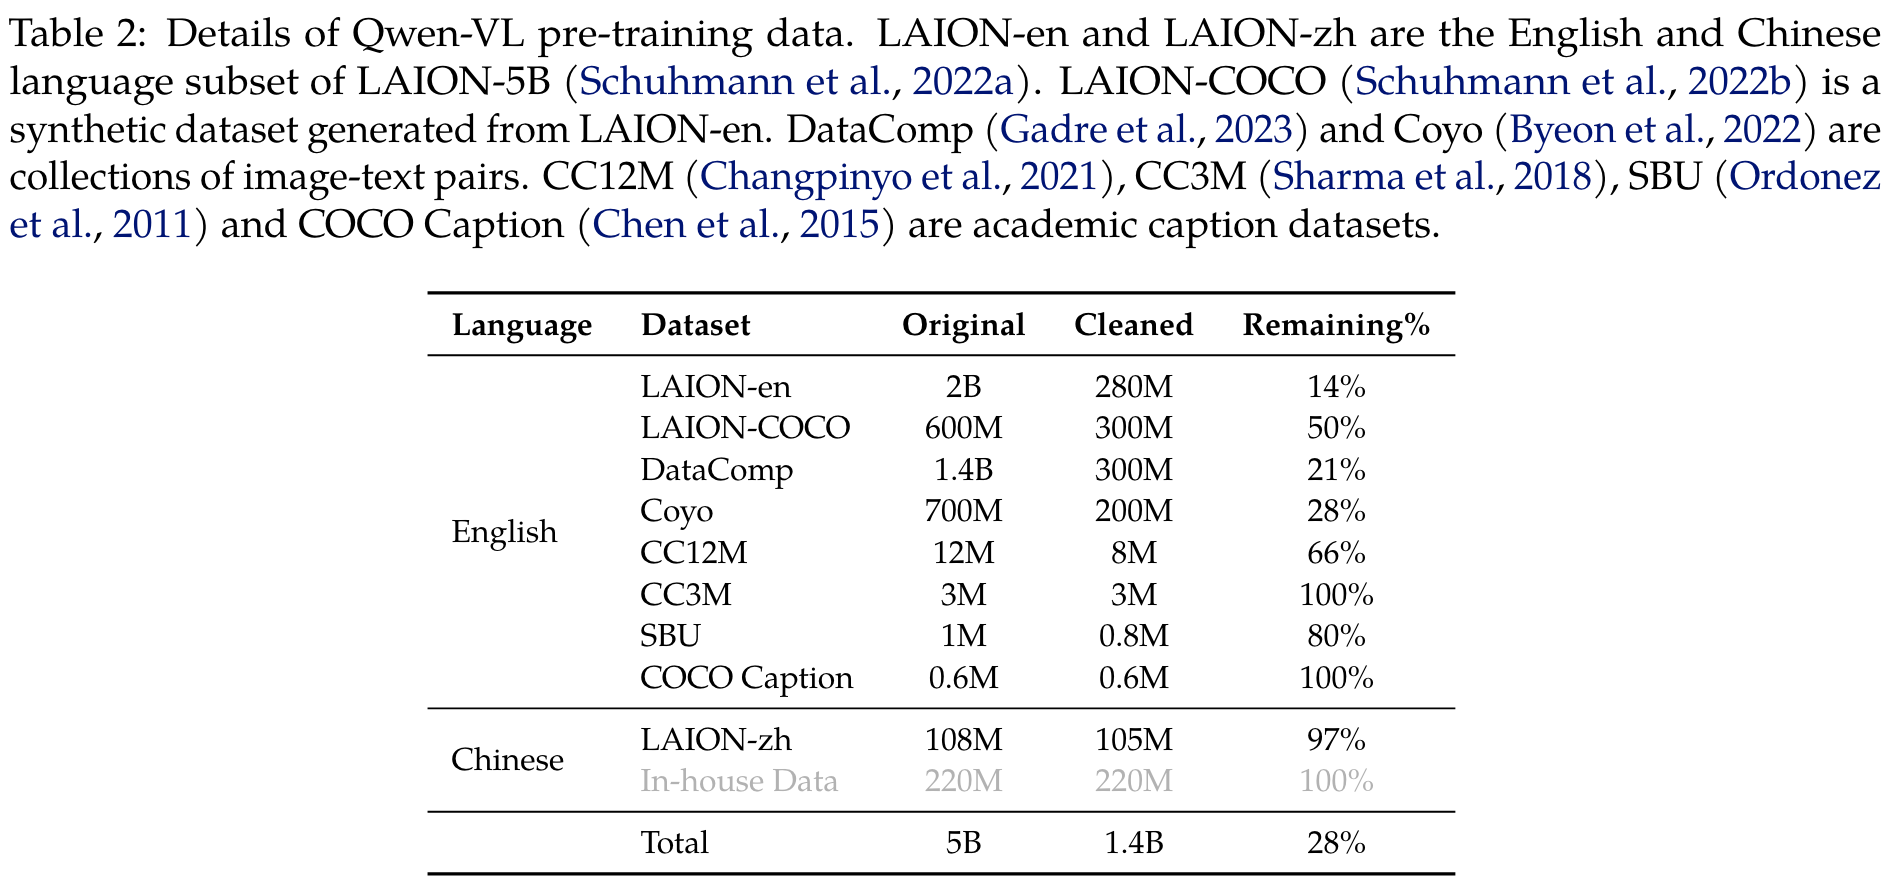 Table 2: Details of Qwen-VL pre-training data. LAION-en and LAION-zh are the English and Chinese
language subset of LAION-5B (Schuhmann et al., 2022a). LAION-COCO (Schuhmann et al., 2022b) is a
synthetic dataset generated from LAION-en. DataComp (Gadre et al., 2023) and Coyo (Byeon et al., 2022) are
collections of image-text pairs. CC12M (Changpinyo et al., 2021), CC3M (Sharma et al., 2018), SBU (Ordonez
et al., 2011) and COCO Caption (Chen et al., 2015) are academic caption datasets.
Language Dataset Original Cleaned Remaining%
LAION-en 2B 280M 14%
LAION-COCO 600M 300M 50%
DataComp 1.4B 300M 21%
Coyo 700M 200M 28%
English
CC12M 12M 8M 66%
CC3M 3M 3M 100%
SBU 1M 0.8M 80%
COCO Caption 0.6M 0.6M 100%
LAION-zh 108M 105M 97%
Chinese
In-house Data 220M 220M 100%
Total 5B 1.4B 28%